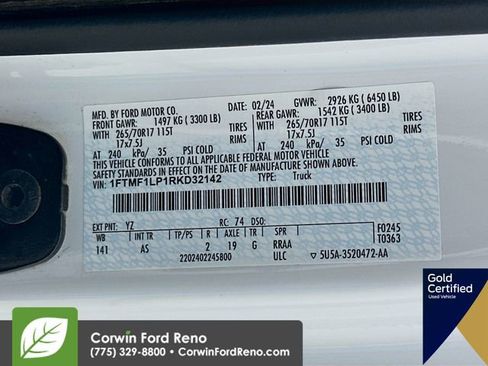 MFD. BY FORD MOTOR CO. DATE: 02/24 GVWR: 2926 KG ( 6450 LB)
FRONT GAWR: 1497 KG ( 3300 LB) REAR GAWR: 1542 KG ( 3400 LB)
WITH 265/70R17 115T TIRES WITH 265/70R17 115T TIRES
17x7.5J RIMS 17x7.5J RIMS
AT 240 kPa/ 35 PSI COLD AT 240 kPa/ 35 PSI COLD
THIS VEHICLE CONFORMS TO ALL APPLICABLE FEDERAL MOTOR VEHICLE
SAFETY STANDARDS IN EFFECT ON THE DATE OF MANUFACTURE SHOWN ABOVE.
VIN: 1FTMF1LP1RKD32142 TYPE: Truck
EXT PNT: YZ RC: 74 DSO: F0245
WB INT TR TP/PS R AXLE TR SPR T0363
141 AS 2 19 G RRAA
2202402245800 ULC 5U5A-3520472-AA
Gold
Certified
Used Vehicle
Corwin Ford Reno
(775) 329-8800 • CorwinFordReno.com